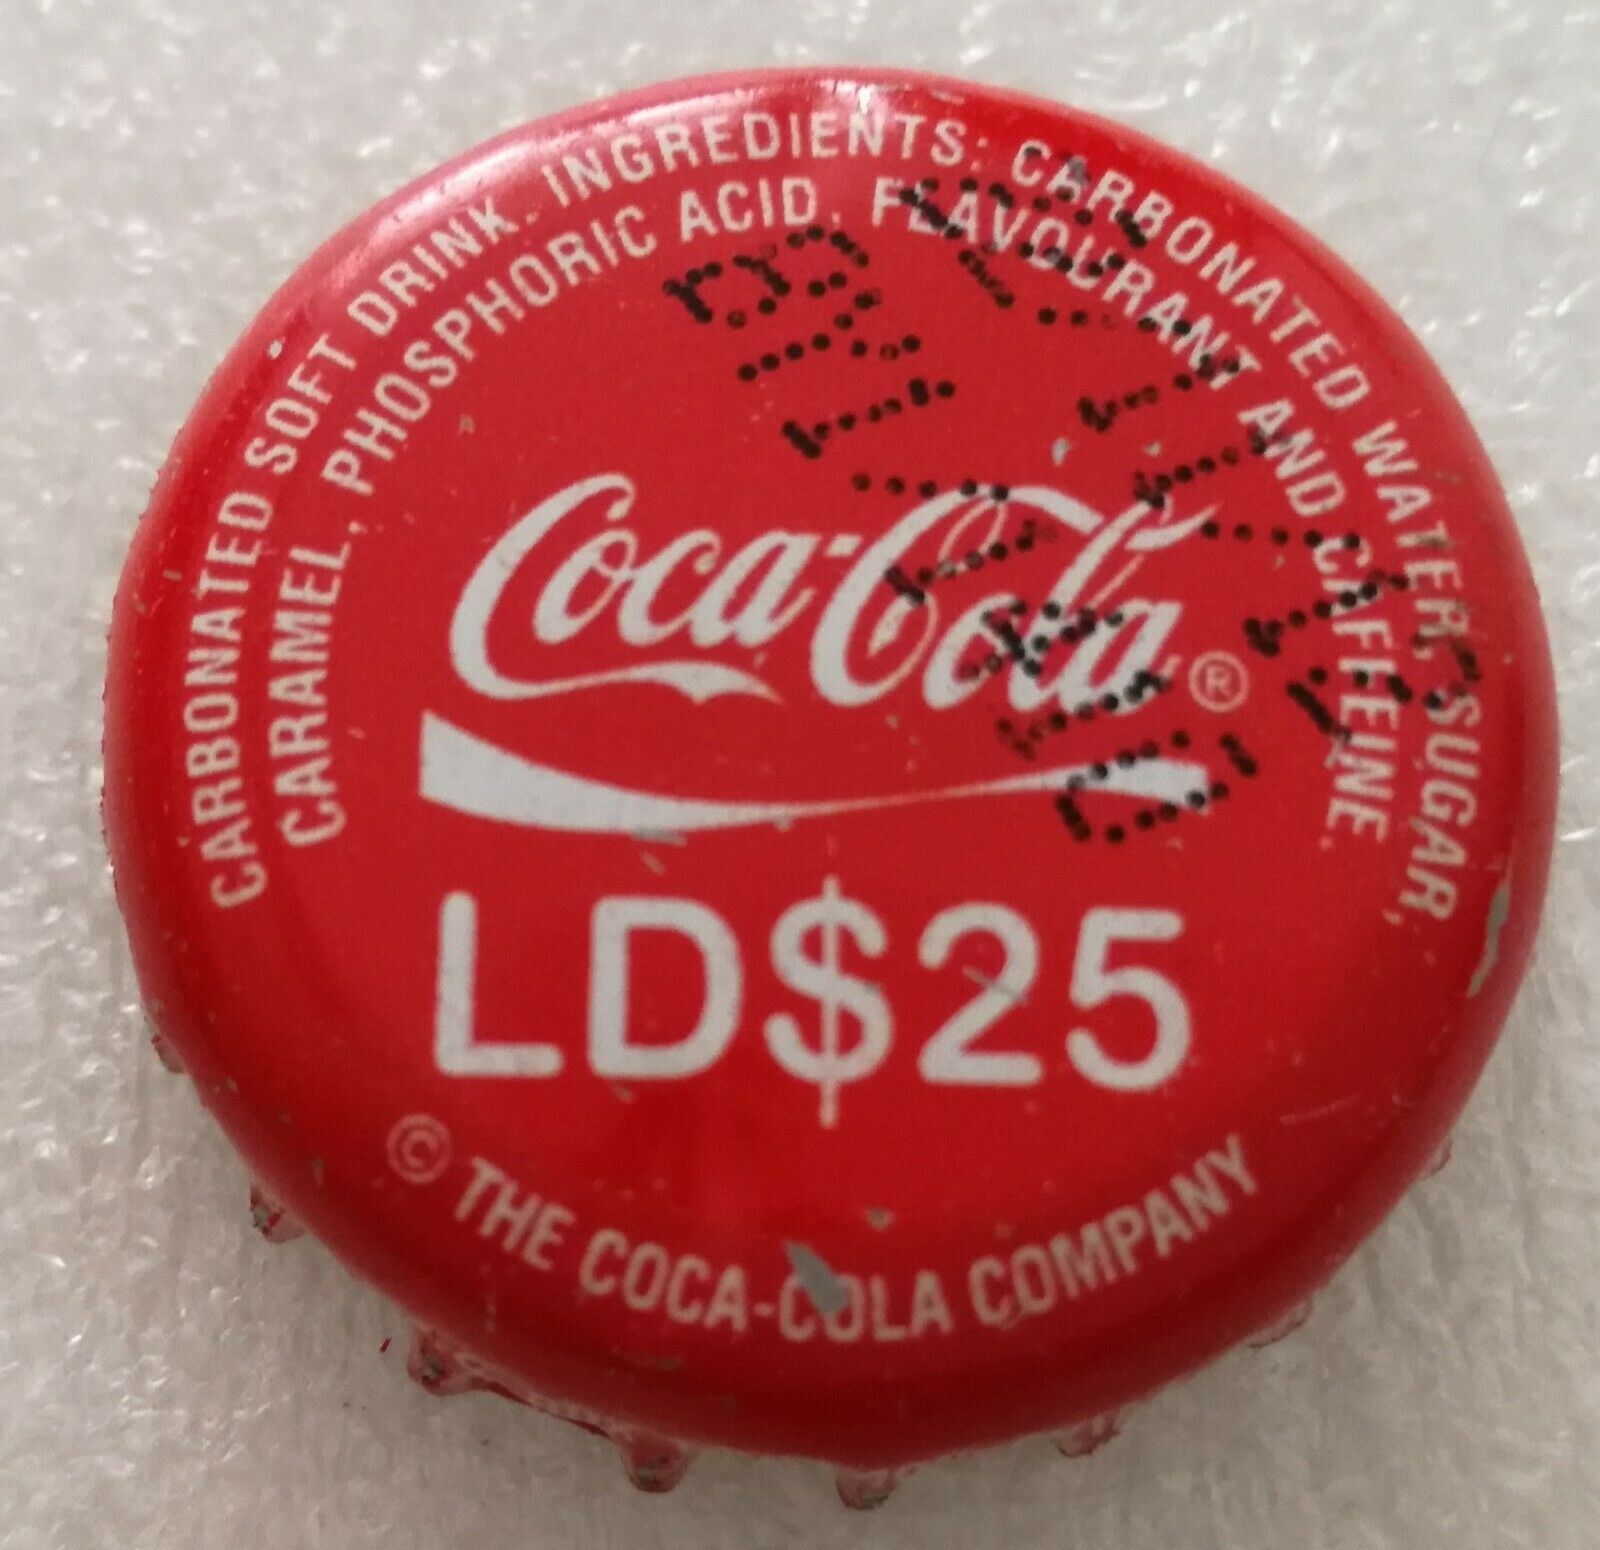 CARBONATED SOFT DRINK. INGREDIENTS: CARBONATED WATER, SUGAR,
CARAMEL, PHOSPHORIC ACID, FLAVOURANT AND CAFFEINE.
Coca-Cola®
LD$25
© THE COCA-COLA COMPANY